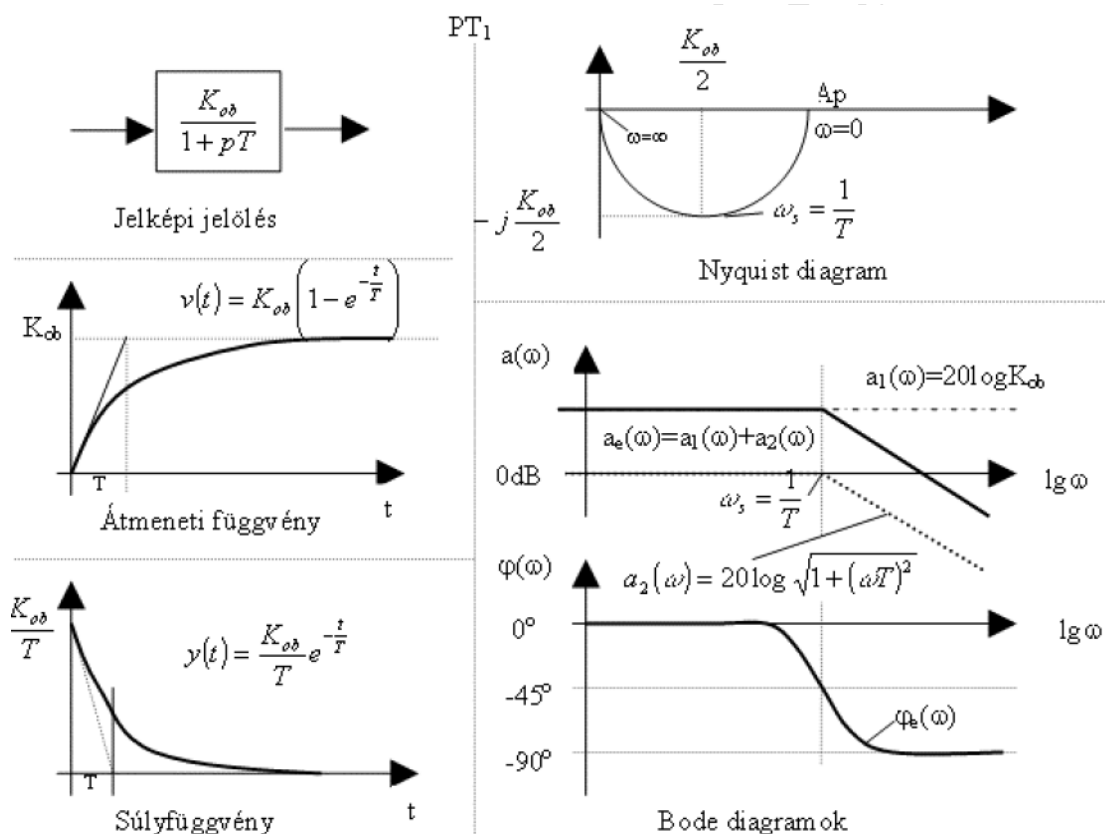 PT₁
K_ob / (1 + pT)
Jelképi jelölés
v(t) = K_ob (1 − e^(−t/T))
K_ob
T
t
Átmeneti függvény
K_ob / T
y(t) = K_ob/T e^(−t/T)
T
t
Súlyfüggvény
K_ob / 2
Ap
ω=∞
ω=0
− j K_ob/2
ω_s = 1/T
Nyquist diagram
a(ω)
a₁(ω)=20logK_ob
a_e(ω)=a₁(ω)+a₂(ω)
0dB
lg ω
ω_s = 1/T
φ(ω)
a₂(ω) = 20log √(1+(ωT)²)
0°
lg ω
-45°
φ_e(ω)
-90°
Bode diagramok